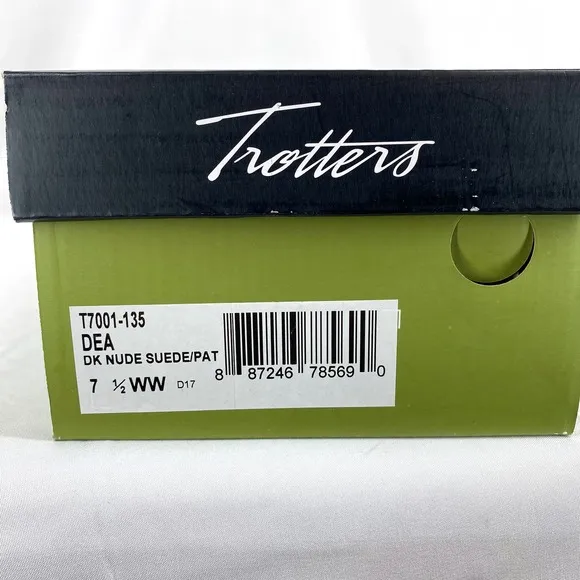 Trotters
T7001-135
DEA
DK NUDE SUEDE/PAT
7 ½ WW D17
8 87246 78569 0